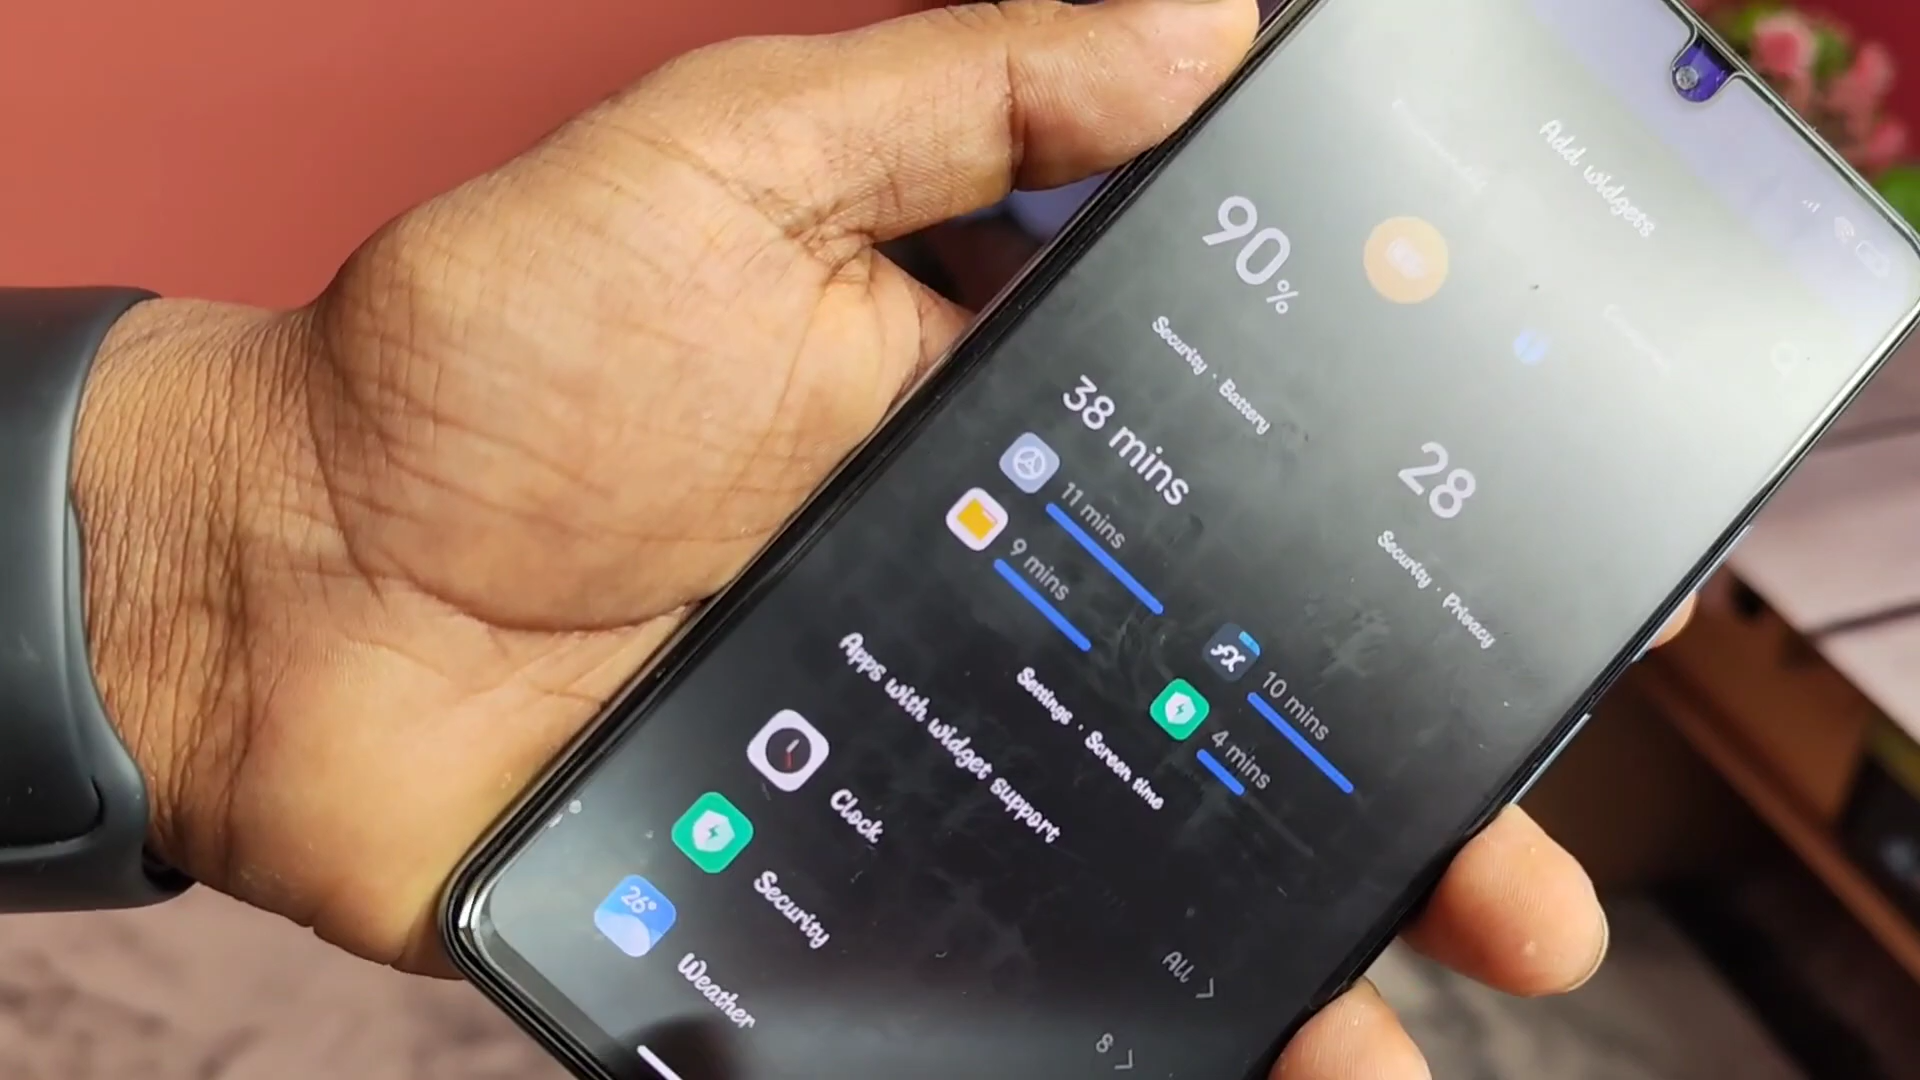 Add widgets
90%
Security · Battery
28
Security · Privacy
38 mins
11 mins
10 mins
9 mins
4 mins
fx
Settings · Screen time
Apps with widget support
All
Clock
8
Security
26°
Weather